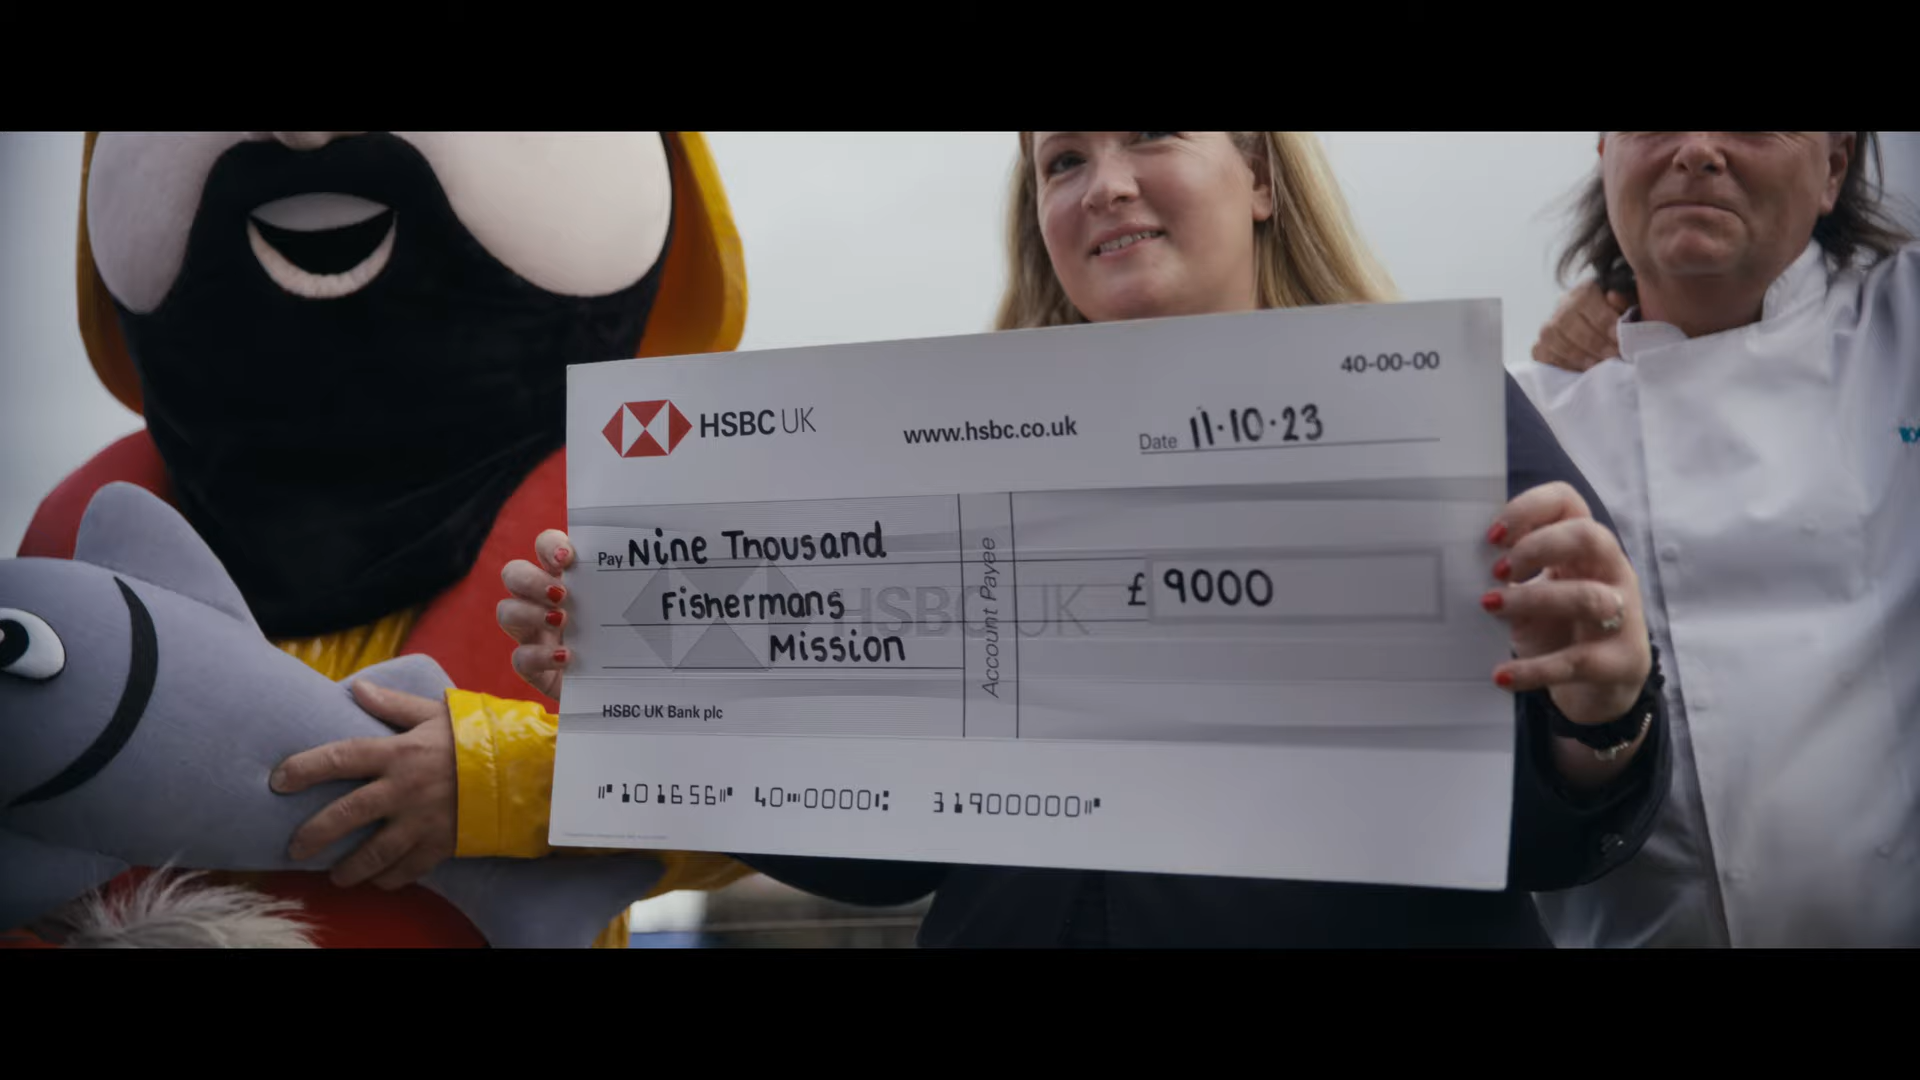 40-00-00
HSBC UK
www.hsbc.co.uk
Date 11·10·23
Pay Nine Thousand
Fishermans
Mission
Account Payee
£ 9000
HSBC UK
HSBC UK Bank plc
⑈101656⑈ 40⑉0000⑆ 31900000⑈